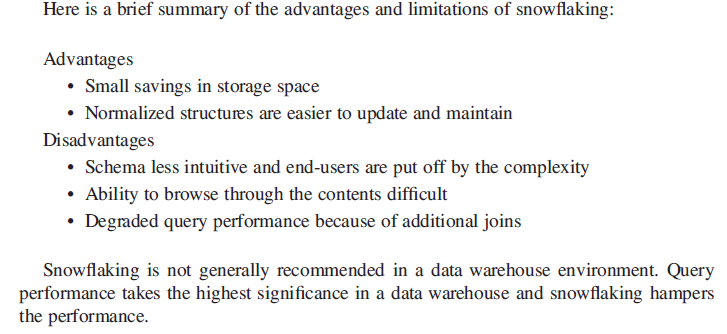 Here is a brief summary of the advantages and limitations of snowflaking:
Advantages
• Small savings in storage space
• Normalized structures are easier to update and maintain
Disadvantages
• Schema less intuitive and end-users are put off by the complexity
• Ability to browse through the contents difficult
• Degraded query performance because of additional joins
Snowflaking is not generally recommended in a data warehouse environment. Query
performance takes the highest significance in a data warehouse and snowflaking hampers
the performance.